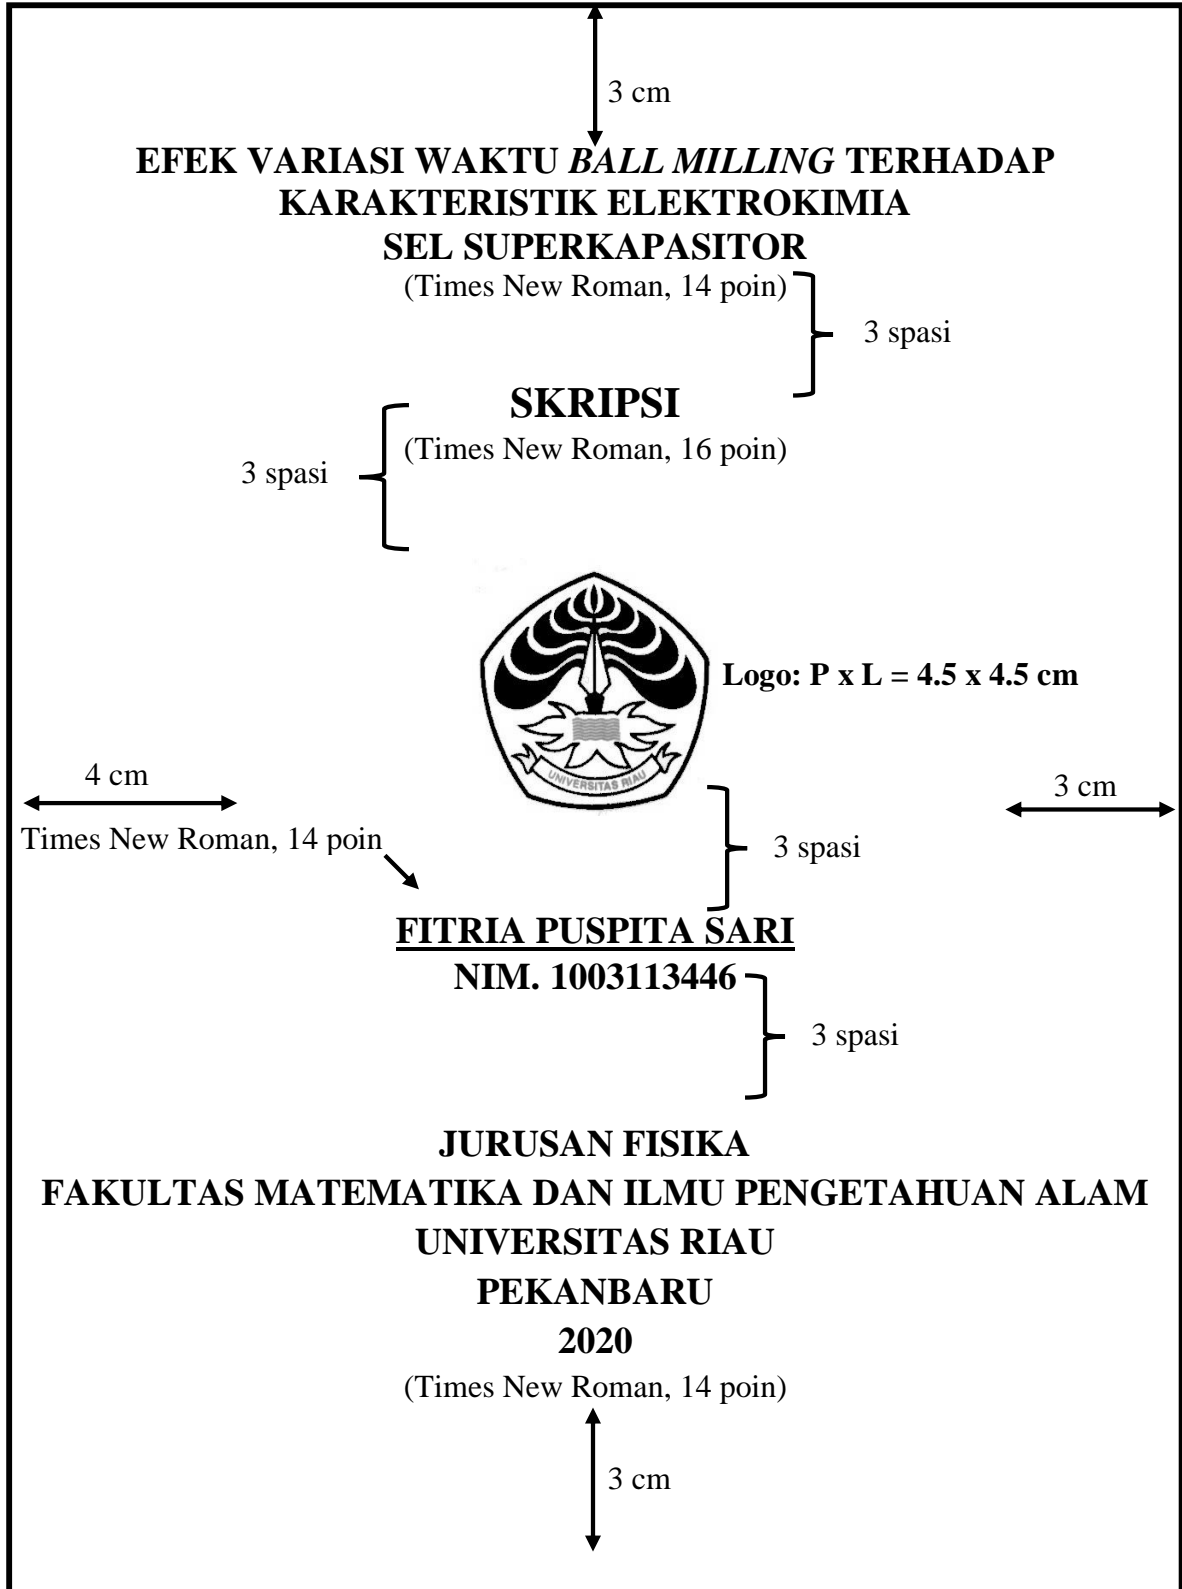 3 cm
EFEK VARIASI WAKTU BALL MILLING TERHADAP
KARAKTERISTIK ELEKTROKIMIA
SEL SUPERKAPASITOR
(Times New Roman, 14 poin)
3 spasi
SKRIPSI
(Times New Roman, 16 poin)
3 spasi
Logo: P x L = 4.5 x 4.5 cm
UNIVERSITAS RIAU
4 cm
3 cm
Times New Roman, 14 poin
3 spasi
FITRIA PUSPITA SARI
NIM. 1003113446
3 spasi
JURUSAN FISIKA
FAKULTAS MATEMATIKA DAN ILMU PENGETAHUAN ALAM
UNIVERSITAS RIAU
PEKANBARU
2020
(Times New Roman, 14 poin)
3 cm